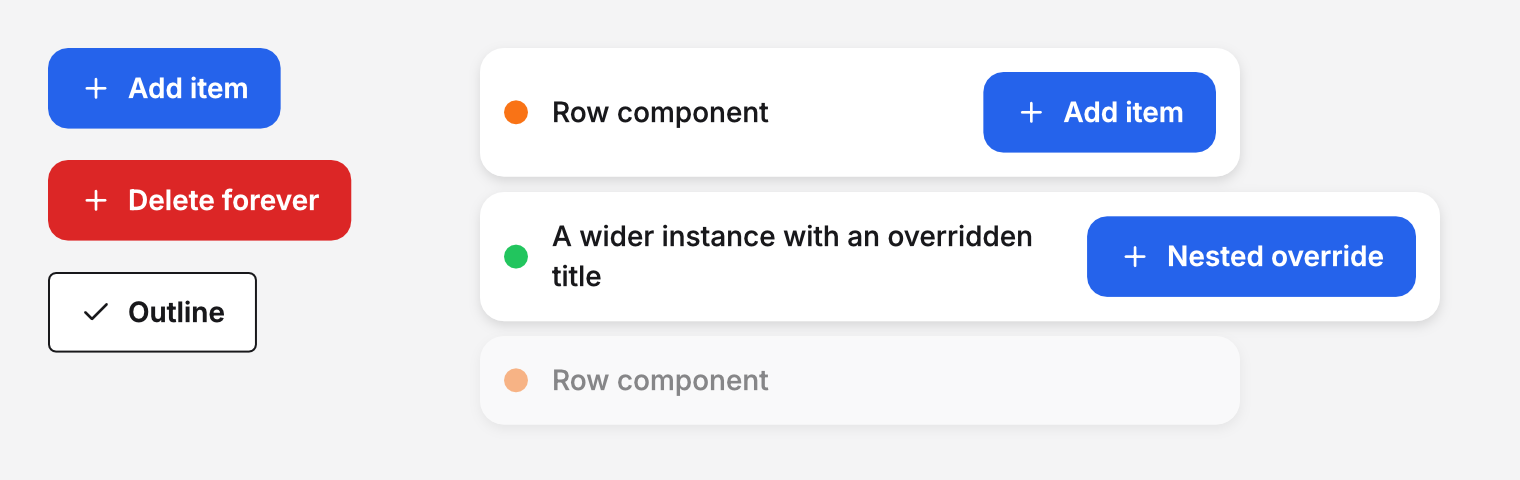 Add item
Delete forever
Outline
Row component
Add item
A wider instance with an overridden
title
Nested override
Row component